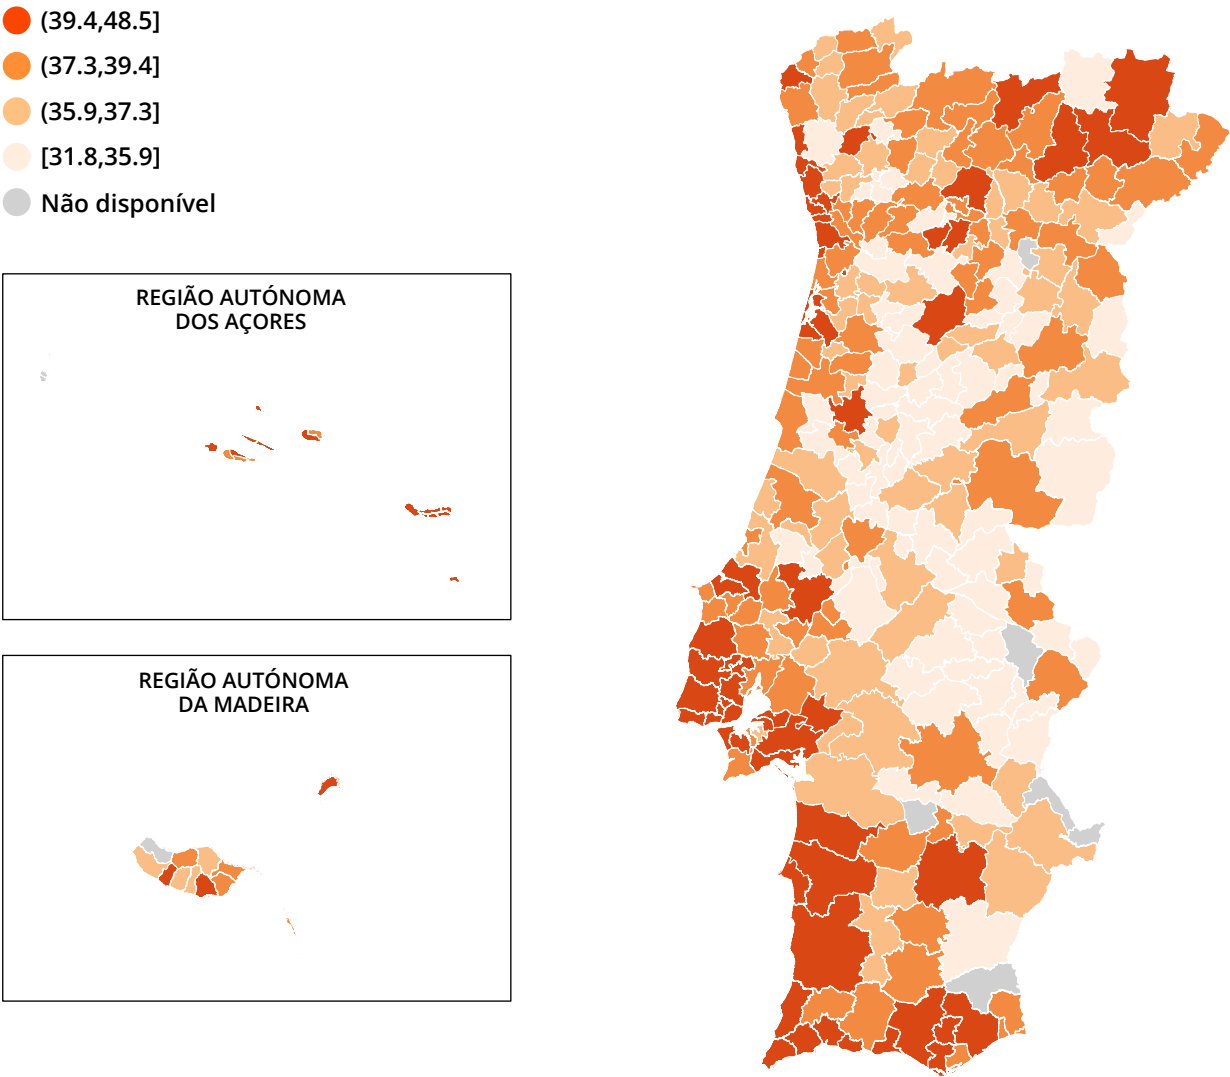 (39.4,48.5]
(37.3,39.4]
(35.9,37.3]
[31.8,35.9]
Não disponível
REGIÃO AUTÓNOMA
DOS AÇORES
REGIÃO AUTÓNOMA
DA MADEIRA